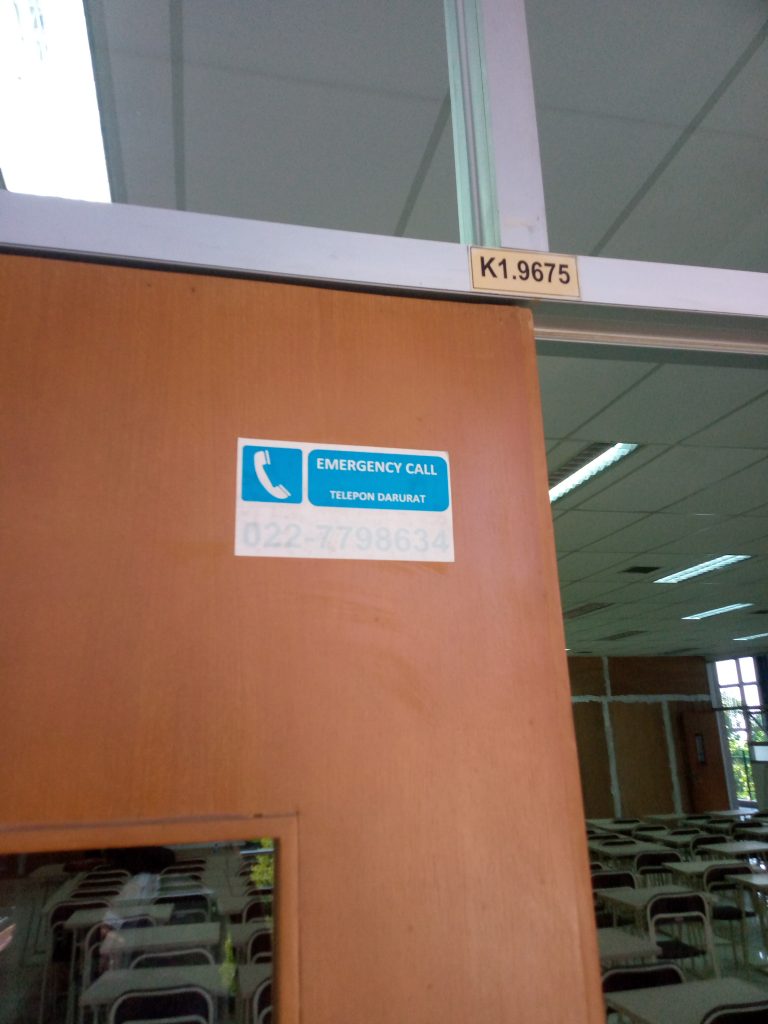 K1.9675
EMERGENCY CALL
TELEPON DARURAT
022-7798634